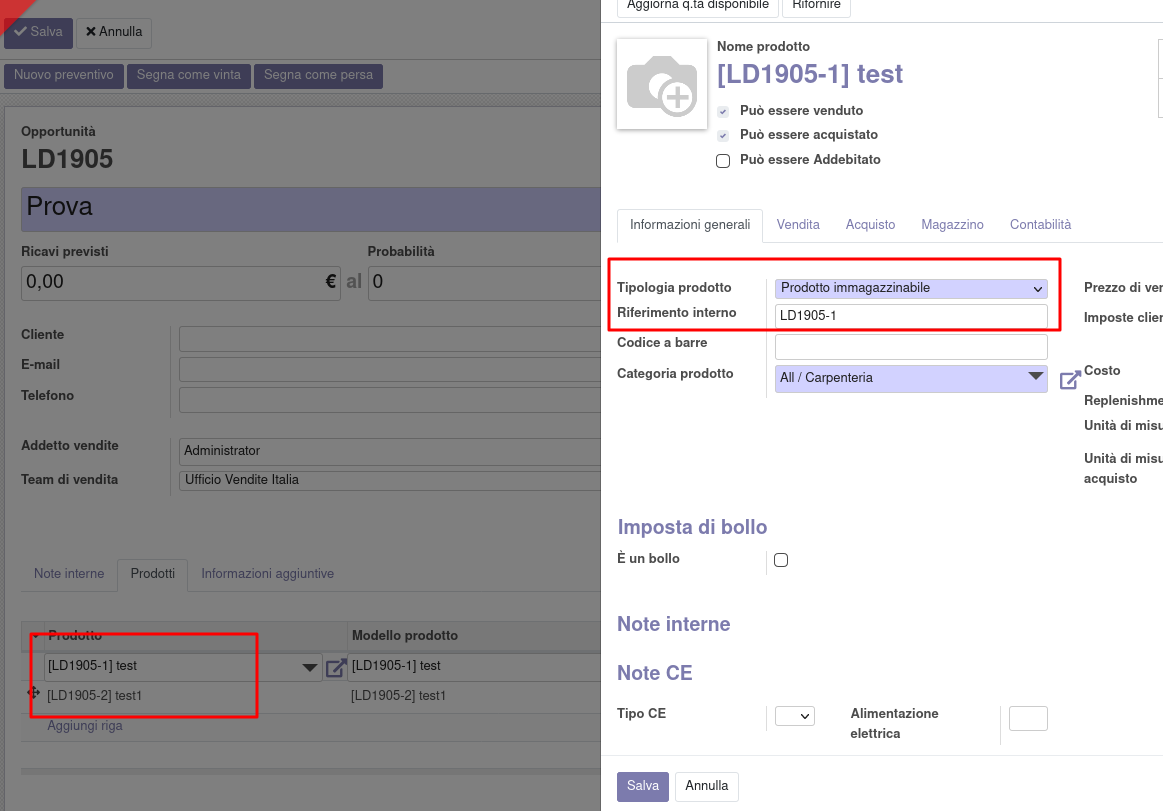 Salva
Annulla
Nuovo preventivo
Segna come vinta
Segna come persa
Opportunità
LD1905
Prova
Ricavi previsti
Probabilità
0,00
€
al
0
Cliente
E-mail
Telefono
Addetto vendite
Administrator
Team di vendita
Ufficio Vendite Italia
Note interne
Prodotti
Informazioni aggiuntive
Prodotto
Modello prodotto
[LD1905-1] test
[LD1905-1] test
[LD1905-2] test1
[LD1905-2] test1
Aggiungi riga
Aggiorna q.tà disponibile
Rifornire
Nome prodotto
[LD1905-1] test
Può essere venduto
Può essere acquistato
Può essere Addebitato
Informazioni generali
Vendita
Acquisto
Magazzino
Contabilità
Tipologia prodotto
Prodotto immagazzinabile
Riferimento interno
LD1905-1
Codice a barre
Categoria prodotto
All / Carpenteria
Prezzo di ven
Imposte clien
Costo
Replenishme
Unità di misu
Unità di misu
acquisto
Imposta di bollo
È un bollo
Note interne
Note CE
Tipo CE
Alimentazione
elettrica
Salva
Annulla